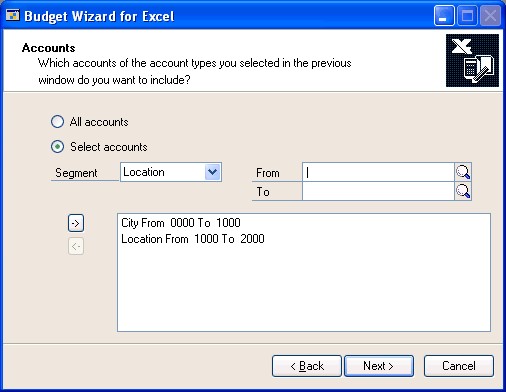 Budget Wizard for Excel
Accounts
Which accounts of the account types you selected in the previous
window do you want to include?
All accounts
Select accounts
Segment Location From
To
City From 0000 To 1000
Location From 1000 To 2000
< Back Next > Cancel